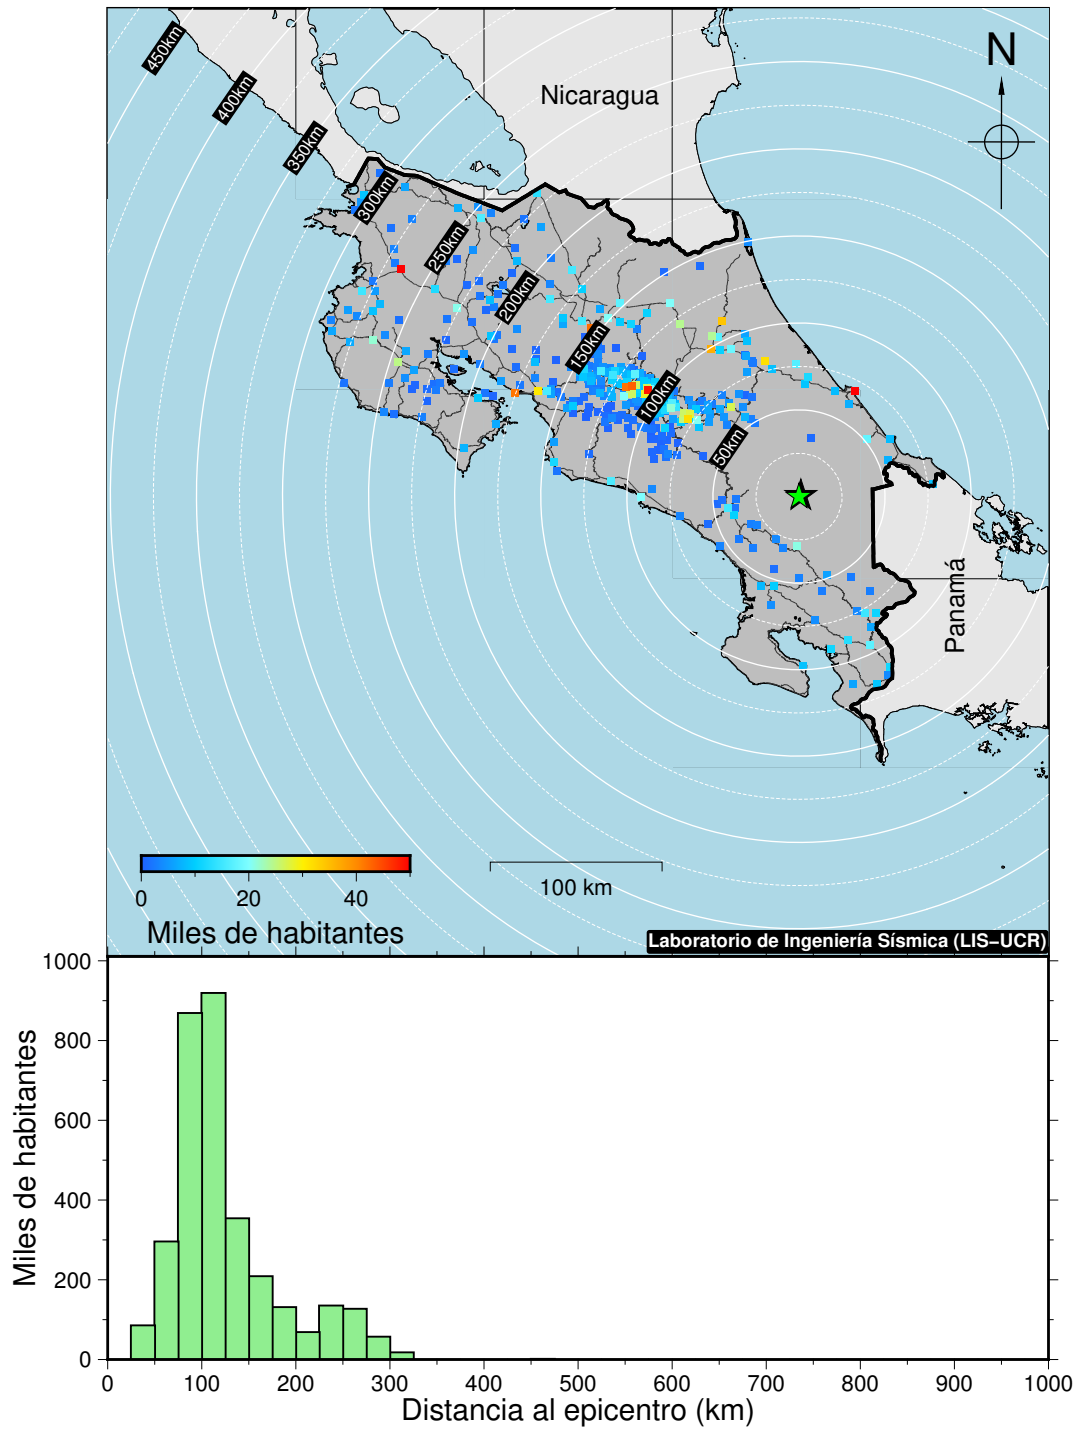 450km
400km
350km
300km
250km
200km
150km
100km
50km
Nicaragua
N
Panamá
0
20
40
Miles de habitantes
100 km
Laboratorio de Ingeniería Sísmica (LIS−UCR)
Miles de habitantes
1000
800
600
400
200
0
0
100
200
300
400
500
600
700
800
900
1000
Distancia al epicentro (km)